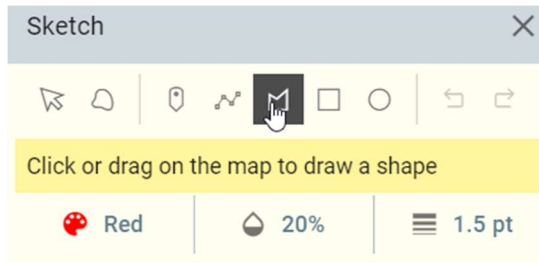 Sketch
Click or drag on the map to draw a shape
Red 20% 1.5 pt